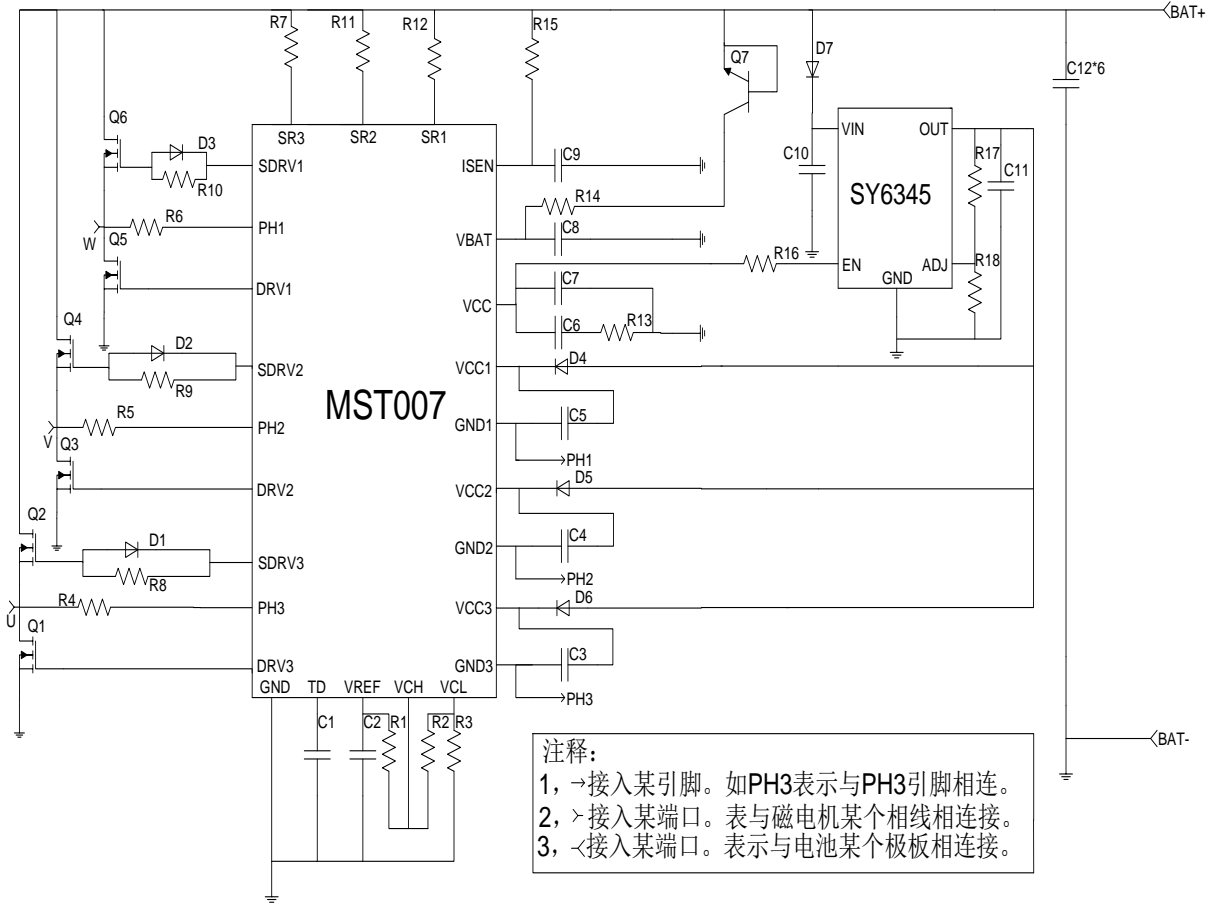 R7 R11 R12 R15 BAT+
Q7 D7 C12*6
Q6 SR3 SR2 SR1 VIN OUT
D3 SDRV1 ISEN C9 C10 R17 C11
R10 R14 SY6345
R6 PH1 VBAT C8
W Q5 R16 EN ADJ R18
DRV1 C7 GND
VCC
Q4 C6 R13
D2 SDRV2 VCC1 D4
R9
MST007
R5 PH2 GND1 C5
V Q3 PH1
D5
DRV2 VCC2
Q2
D1 SDRV3 GND2 C4
R8 PH2
R4 PH3 VCC3 D6
U Q1
DRV3 GND3 C3
GND TD VREF VCH VCL PH3
C1 C2 R1 R2 R3
BAT-
注释：
1，→接入某引脚。如PH3表示与PH3引脚相连。
2，≻接入某端口。表与磁电机某个相线相连接。
3，≺接入某端口。表示与电池某个极板相连接。